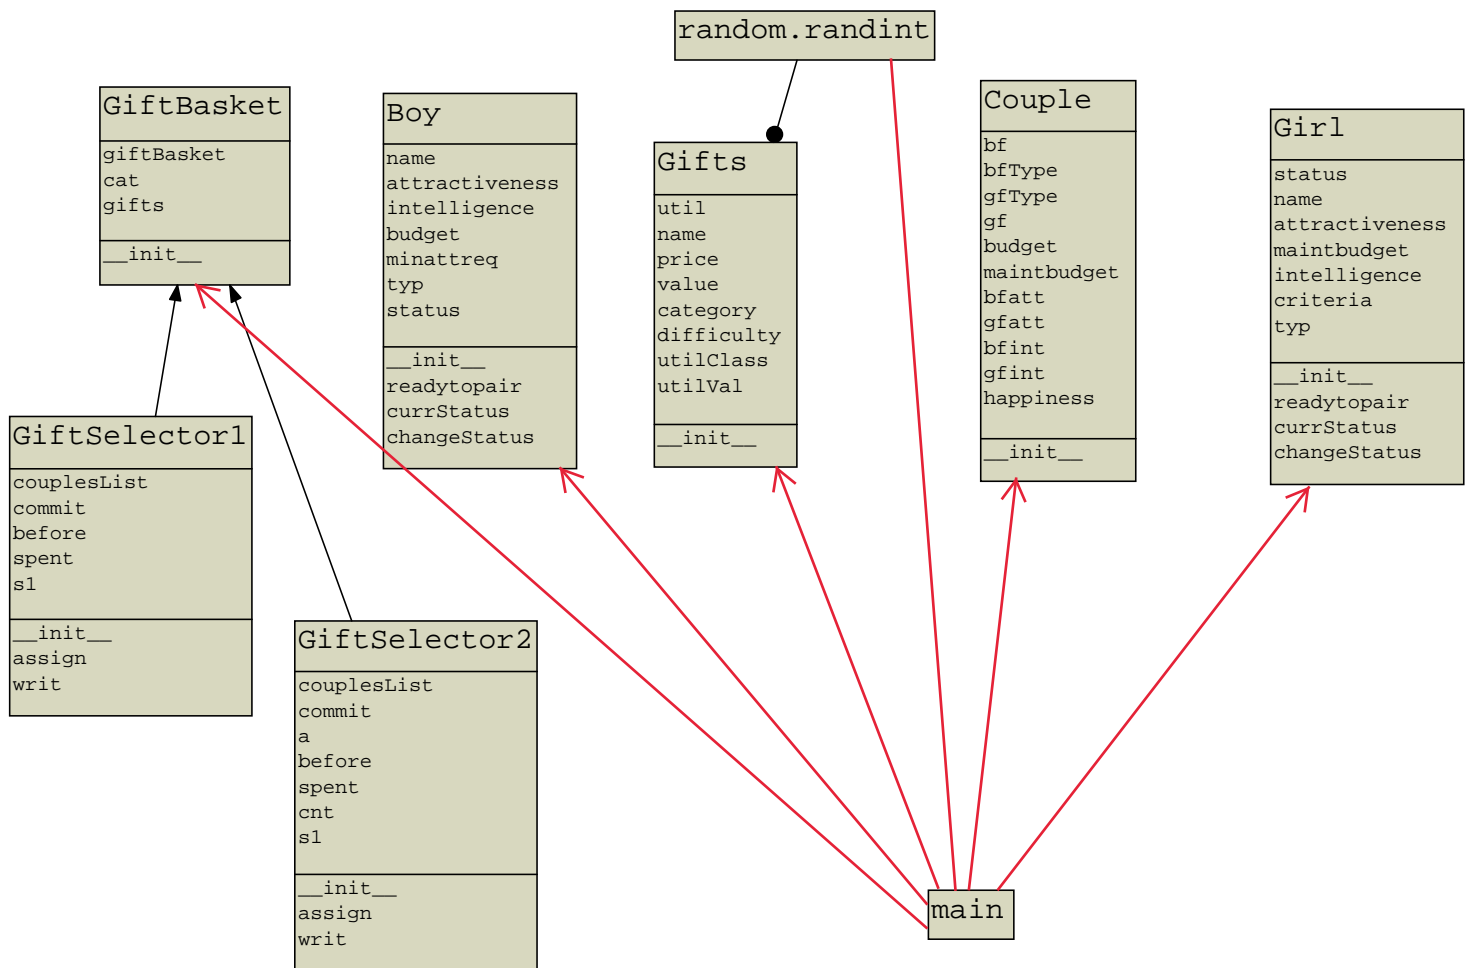 random.randint
GiftBasket
giftBasket
cat
gifts
__init__
Boy
name
attractiveness
intelligence
budget
minattreq
typ
status
__init__
readytopair
currStatus
changeStatus
Gifts
util
name
price
value
category
difficulty
utilClass
utilVal
__init__
Couple
bf
bfType
gfType
gf
budget
maintbudget
bfatt
gfatt
bfint
gfint
happiness
__init__
Girl
status
name
attractiveness
maintbudget
intelligence
criteria
typ
__init__
readytopair
currStatus
changeStatus
GiftSelector1
couplesList
commit
before
spent
s1
__init__
assign
writ
GiftSelector2
couplesList
commit
a
before
spent
cnt
s1
__init__
assign
writ
main